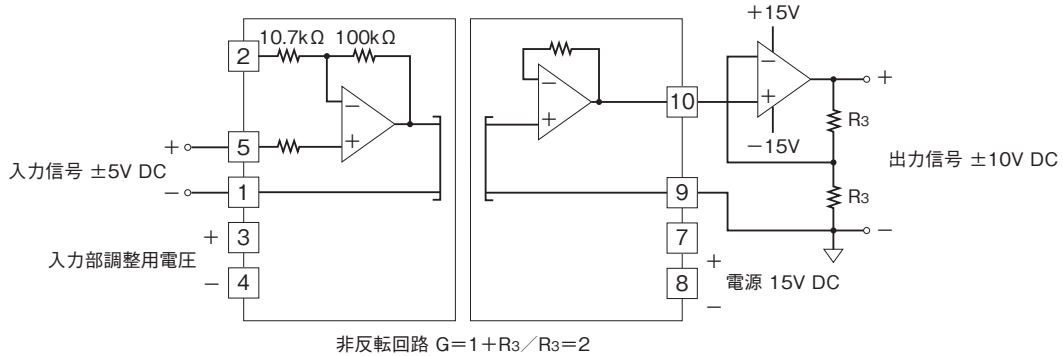 +15V
10.7kΩ 100kΩ
2
−
+
−
+
−
+
10
+
R3
−15V
+ 5
入力信号 ±5V DC
− 1
出力信号 ±10V DC
9
R3
−
+ 3
入力部調整用電圧
− 4
7
+
電源 15V DC
8
−
非反転回路 G=1+R3/R3=2